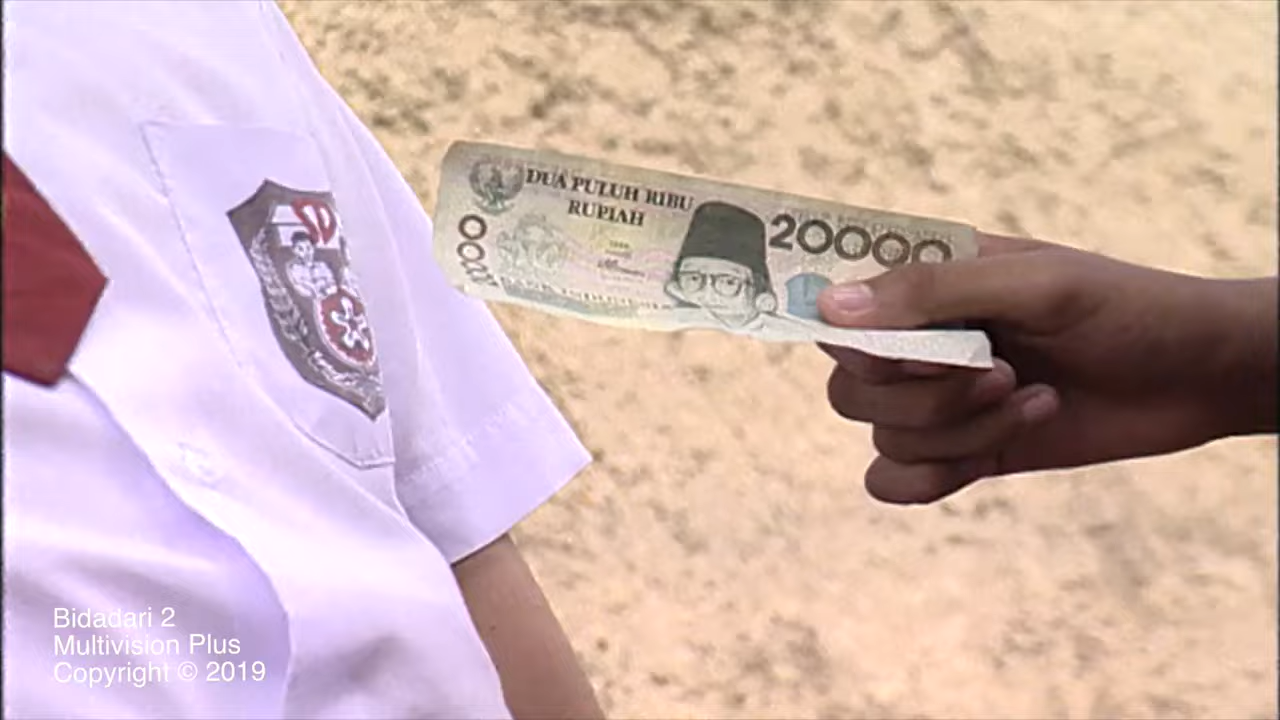 SD
DUA PULUH RIBU
RUPIAH
20000
Bidadari 2
Multivision Plus
Copyright © 2019